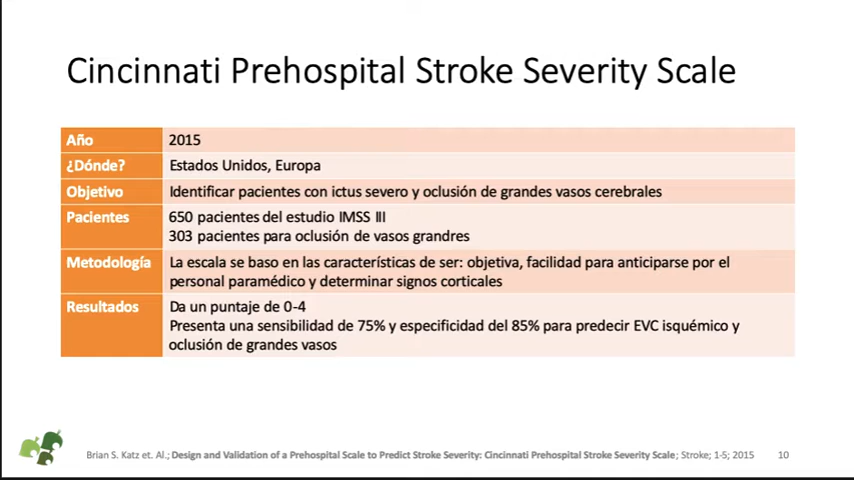 Cincinnati Prehospital Stroke Severity Scale
Año 2015
¿Dónde? Estados Unidos, Europa
Objetivo Identificar pacientes con ictus severo y oclusión de grandes vasos cerebrales
Pacientes 650 pacientes del estudio IMSS III
303 pacientes para oclusión de vasos grandres
Metodología La escala se baso en las características de ser: objetiva, facilidad para anticiparse por el
personal paramédico y determinar signos corticales
Resultados Da un puntaje de 0-4
Presenta una sensibilidad de 75% y especificidad del 85% para predecir EVC isquémico y
oclusión de grandes vasos
Brian S. Katz et. Al.; Design and Validation of a Prehospital Scale to Predict Stroke Severity: Cincinnati Prehospital Stroke Severity Scale; Stroke; 1-5; 2015 10